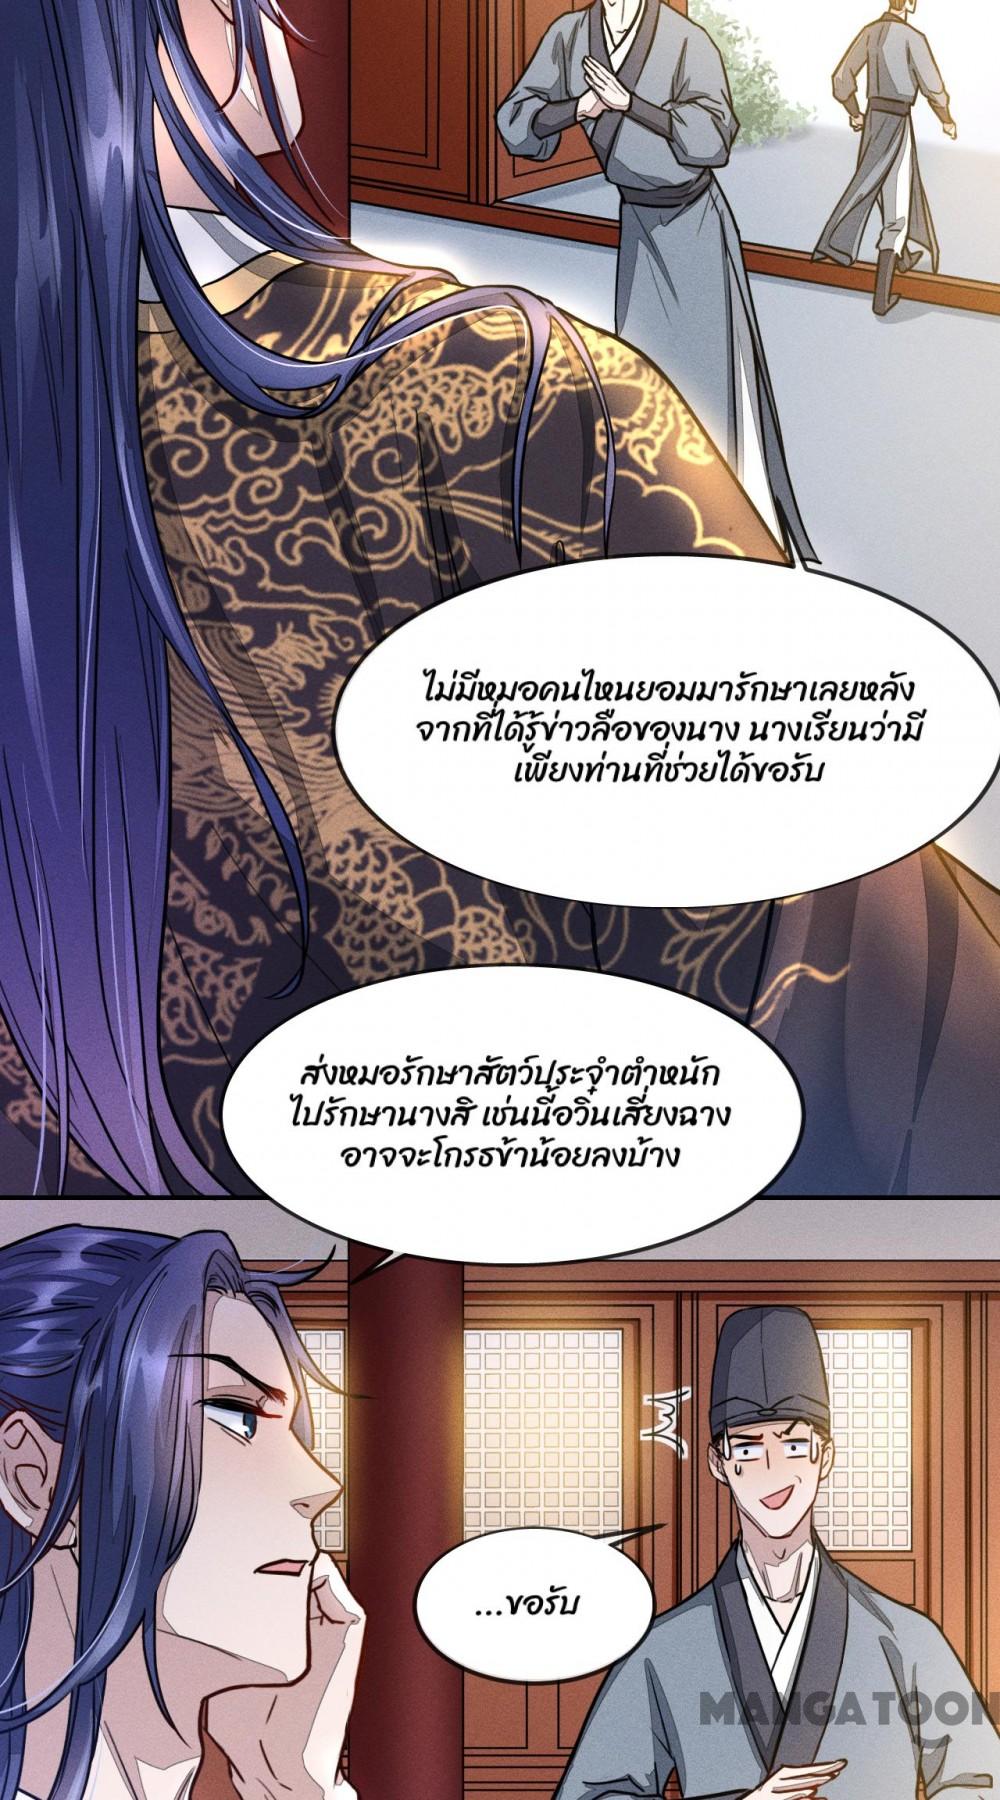 ไม่มีหมอคนไหนยอมมารักษาเลยหลัง
จากที่ได้รู้ข่าวลือของนาง นางเรียนว่ามี
เพียงท่านที่ช่วยได้ขอรับ
ส่งหมอรักษาสัตว์ประจำตำหนัก
ไปรักษานางสิ เช่นนี้อวิ๋นเสี่ยงฉาง
อาจจะโกรธข้าน้อยลงบ้าง
...ขอรับ
MANGATOON